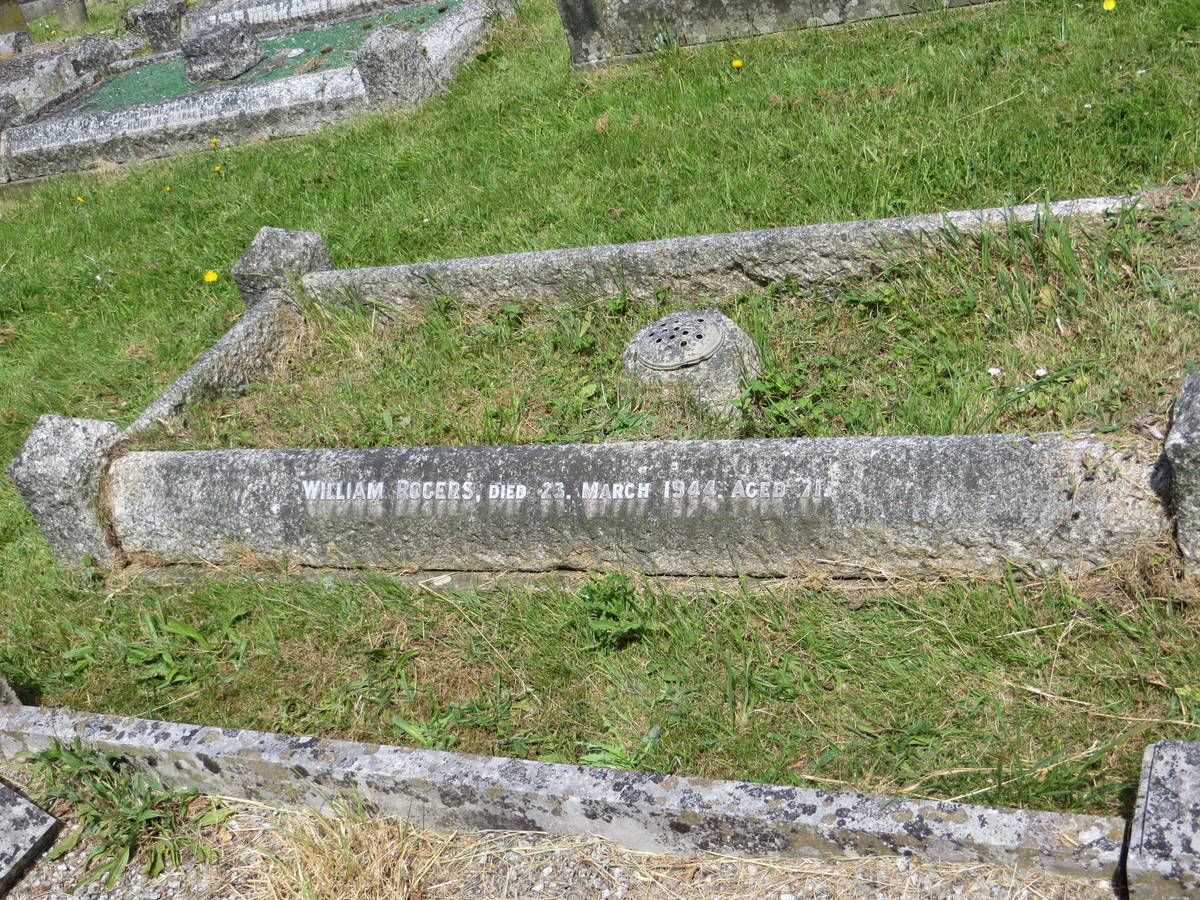 WILLIAM ROGERS, DIED 23, MARCH 1944, AGED 71.